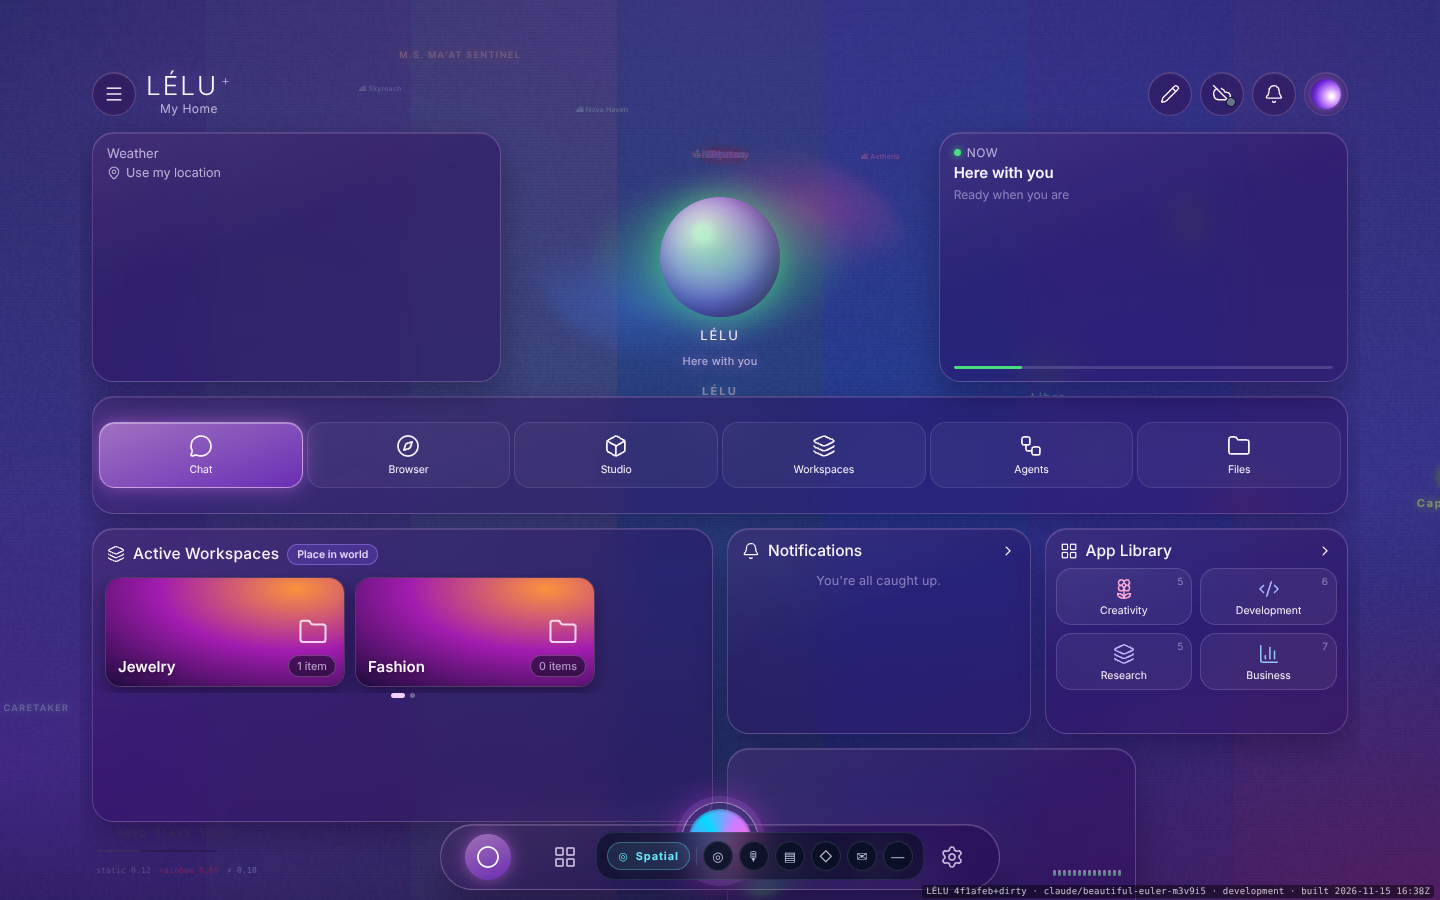 M.S. MA'AT SENTINEL
Skyreach
Nova Haven
LÉLU +
My Home
Weather
Use my location
Aetheria
NOW
Here with you
Ready when you are
LÉLU
Here with you
LÉLU
Chat
Browser
Studio
Workspaces
Agents
Files
Cap
Active Workspaces
Place in world
Jewelry
1 item
Fashion
0 items
Notifications
You're all caught up.
App Library
Creativity
5
Development
6
Research
5
Business
7
CARETAKER
static 0.12 rainbow 0.86 ⚡ 0.10
Spatial
LÉLU 4f1afeb+dirty · claude/beautiful-euler-m3v9i5 · development · built 2026-11-15 16:38Z